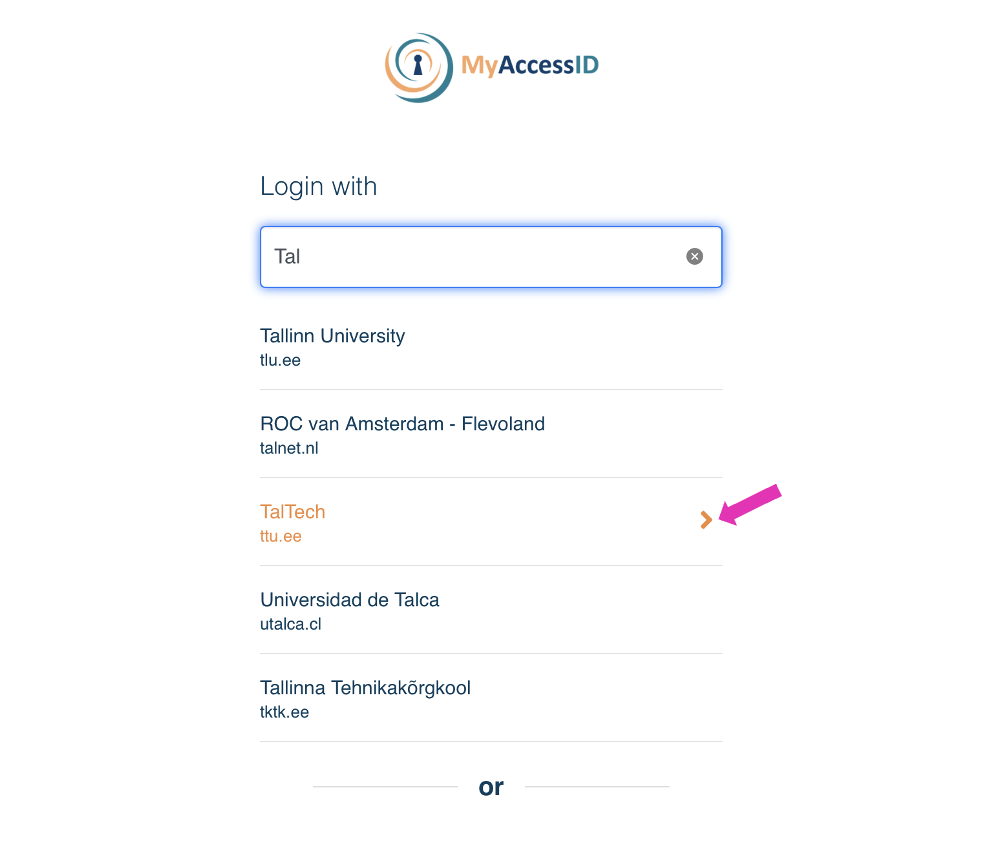 MyAccessID
Login with
Tal
Tallinn University
tlu.ee
ROC van Amsterdam - Flevoland
talnet.nl
TalTech
ttu.ee
Universidad de Talca
utalca.cl
Tallinna Tehnikakõrgkool
tktk.ee
or